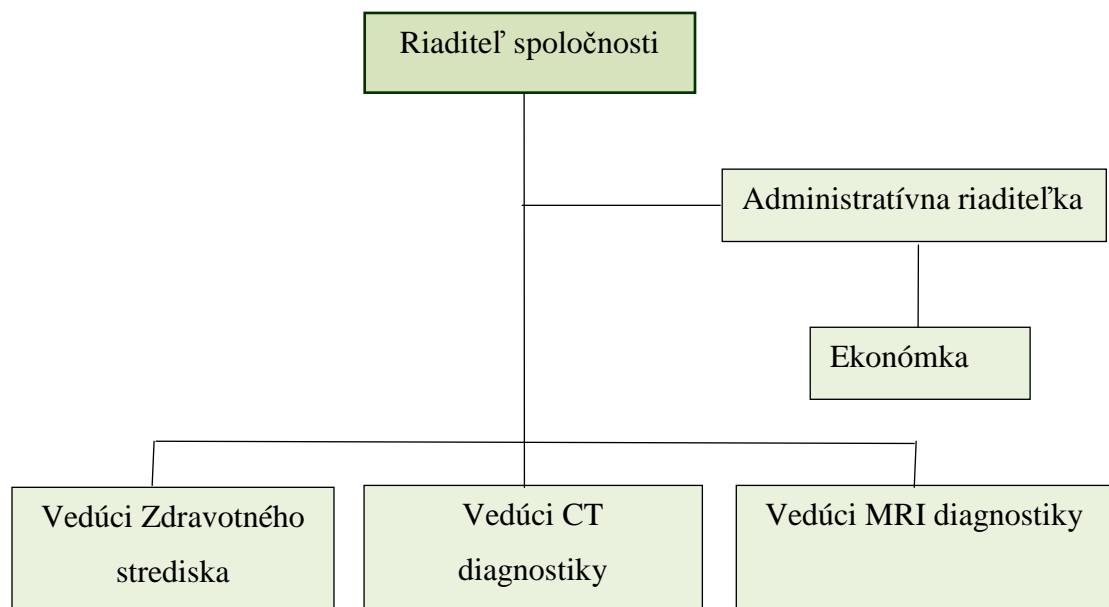 Riaditeľ spoločnosti
Administratívna riaditeľka
Ekonómka
Vedúci Zdravotného
strediska
Vedúci CT
diagnostiky
Vedúci MRI diagnostiky